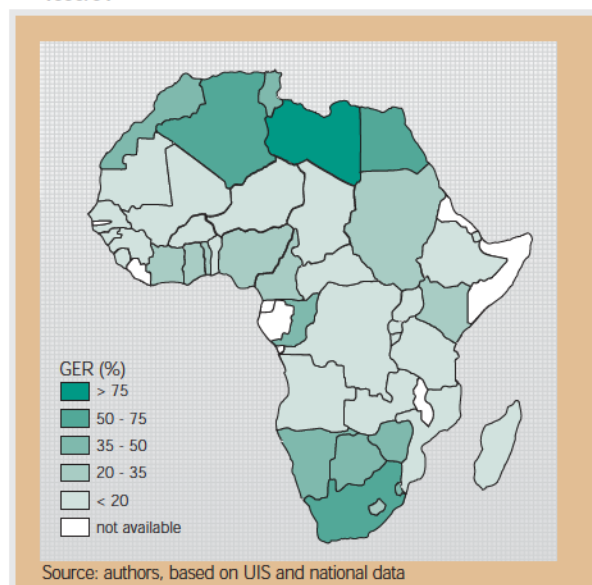 GER (%)
> 75
50 - 75
35 - 50
20 - 35
< 20
not available
Source: authors, based on UIS and national data